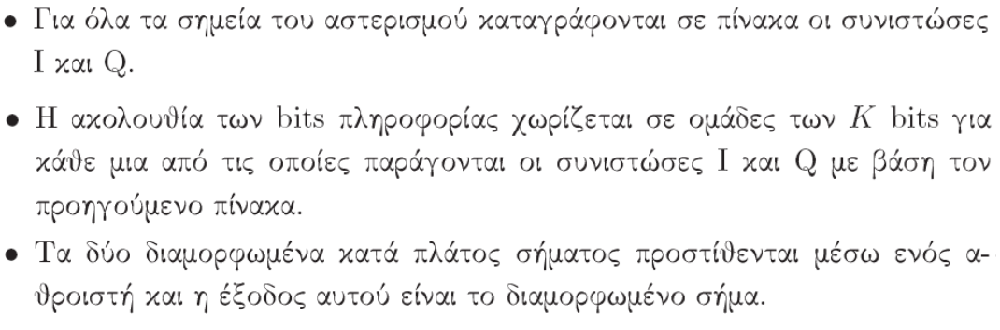 • Για όλα τα σημεία του αστερισμού καταγράφονται σε πίνακα οι συνιστώσες
I και Q.
• Η ακολουθία των bits πληροφορίας χωρίζεται σε ομάδες των K bits για
κάθε μια από τις οποίες παράγονται οι συνιστώσες I και Q με βάση τον
προηγούμενο πίνακα.
• Τα δύο διαμορφωμένα κατά πλάτος σήματος προστίθενται μέσω ενός α-
θροιστή και η έξοδος αυτού είναι το διαμορφωμένο σήμα.